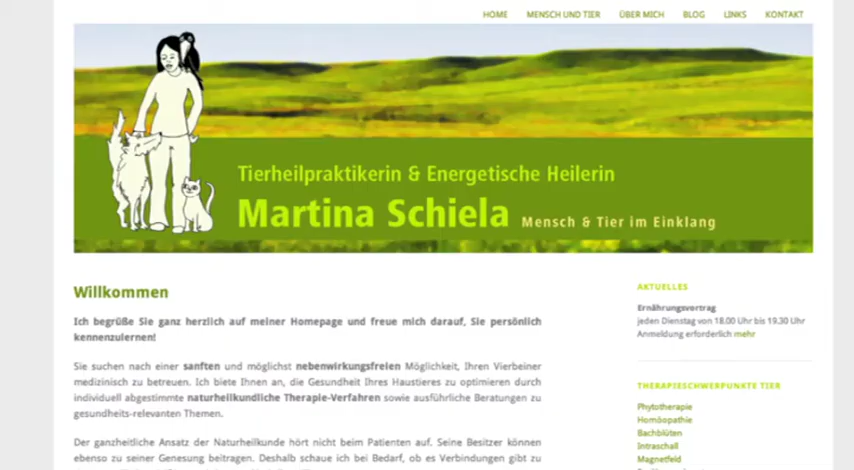 HOME MENSCH UND TIER ÜBER MICH BLOG LINKS KONTAKT
Tierheilpraktikerin & Energetische Heilerin
Martina Schiela Mensch & Tier im Einklang
Willkommen
Ich begrüße Sie ganz herzlich auf meiner Homepage und freue mich darauf, Sie persönlich
kennenzulernen!
Sie suchen nach einer sanften und möglichst nebenwirkungsfreien Möglichkeit, Ihren Vierbeiner
medizinisch zu betreuen. Ich biete Ihnen an, die Gesundheit Ihres Haustieres zu optimieren durch
individuell abgestimmte naturheilkundliche Therapie-Verfahren sowie ausführliche Beratungen zu
gesundheits-relevanten Themen.
Der ganzheitliche Ansatz der Naturheilkunde hört nicht beim Patienten auf. Seine Besitzer können
ebenso zu seiner Genesung beitragen. Deshalb schaue ich bei Bedarf, ob es Verbindungen gibt zu
AKTUELLES
Ernährungsvortrag
jeden Dienstag von 18.00 Uhr bis 19.30 Uhr
Anmeldung erforderlich mehr
THERAPIESCHWERPUNKTE TIER
Phytotherapie
Homöopathie
Bachblüten
Intraschall
Magnetfeld